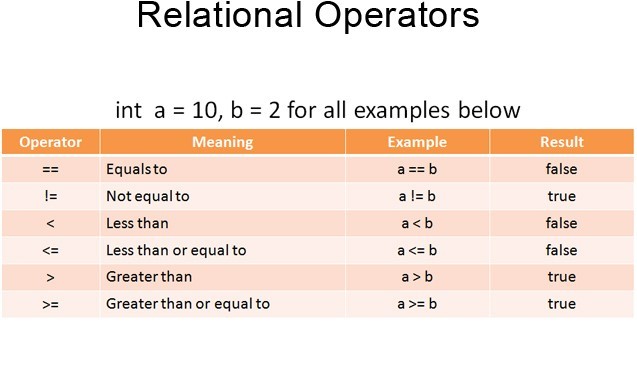 Relational Operators
int a = 10, b = 2 for all examples below
Operator Meaning Example Result
== Equals to a == b false
!= Not equal to a != b true
< Less than a < b false
<= Less than or equal to a <= b false
> Greater than a > b true
>= Greater than or equal to a >= b true